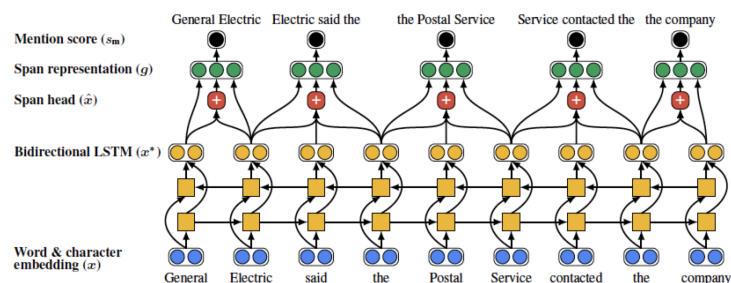 General Electric Electric said the the Postal Service Service contacted the the company
Mention score (sₘ)
Span representation (g)
Span head (x̂)
Bidirectional LSTM (x*)
Word & character
embedding (x)
General Electric said the Postal Service contacted the company